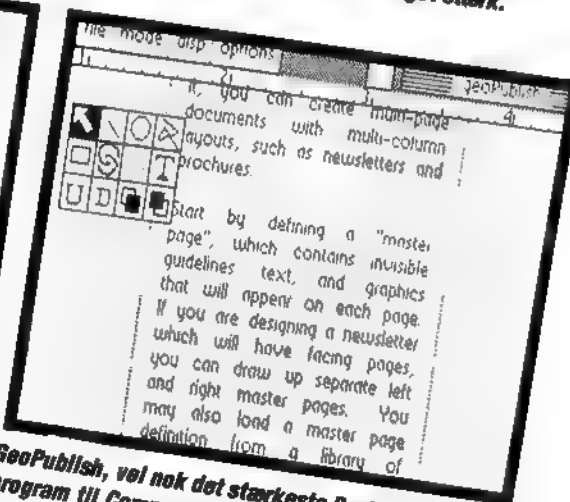 stærk.
file mode disp options
geoPublish
it, you can create multi-page
documents with multi-column
layouts, such as newsletters and
brochures.
T
U D
Start by defining a "master
page", which contains invisible
guidelines text, and graphics
that will appear on each page.
If you are designing a newsletter
which will have facing pages,
you can draw up separate left
and right master pages. You
may also load a master page
definition from a library of
GeoPublish, vel nok det stærkeste
program til